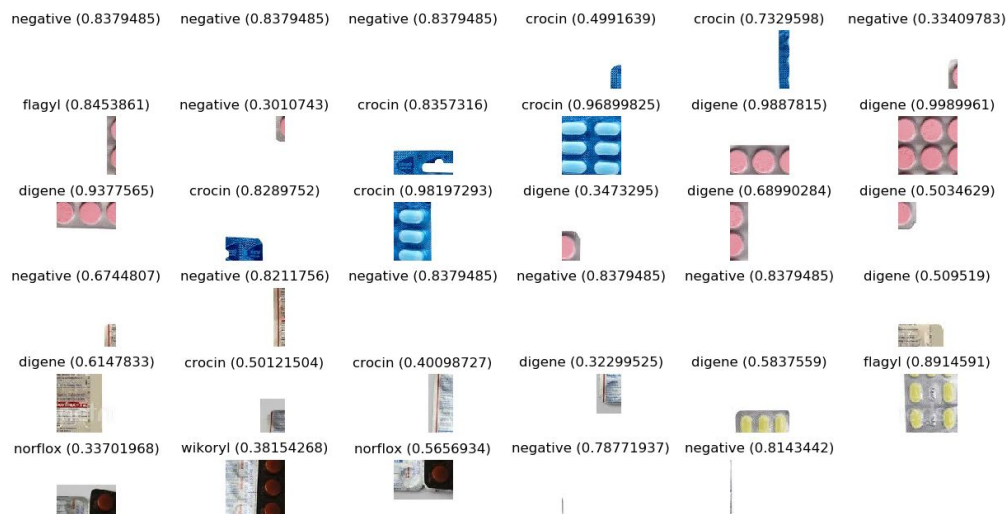 negative (0.8379485) negative (0.8379485) negative (0.8379485) crocin (0.4991639) crocin (0.7329598) negative (0.33409783)
flagyl (0.8453861) negative (0.3010743) crocin (0.8357316) crocin (0.96899825) digene (0.9887815) digene (0.9989961)
digene (0.9377565) crocin (0.8289752) crocin (0.98197293) digene (0.3473295) digene (0.68990284) digene (0.5034629)
negative (0.6744807) negative (0.8211756) negative (0.8379485) negative (0.8379485) negative (0.8379485) digene (0.509519)
digene (0.6147833) crocin (0.50121504) crocin (0.40098727) digene (0.32299525) digene (0.5837559) flagyl (0.8914591)
norflox (0.33701968) wikoryl (0.38154268) norflox (0.5656934) negative (0.78771937) negative (0.8143442)